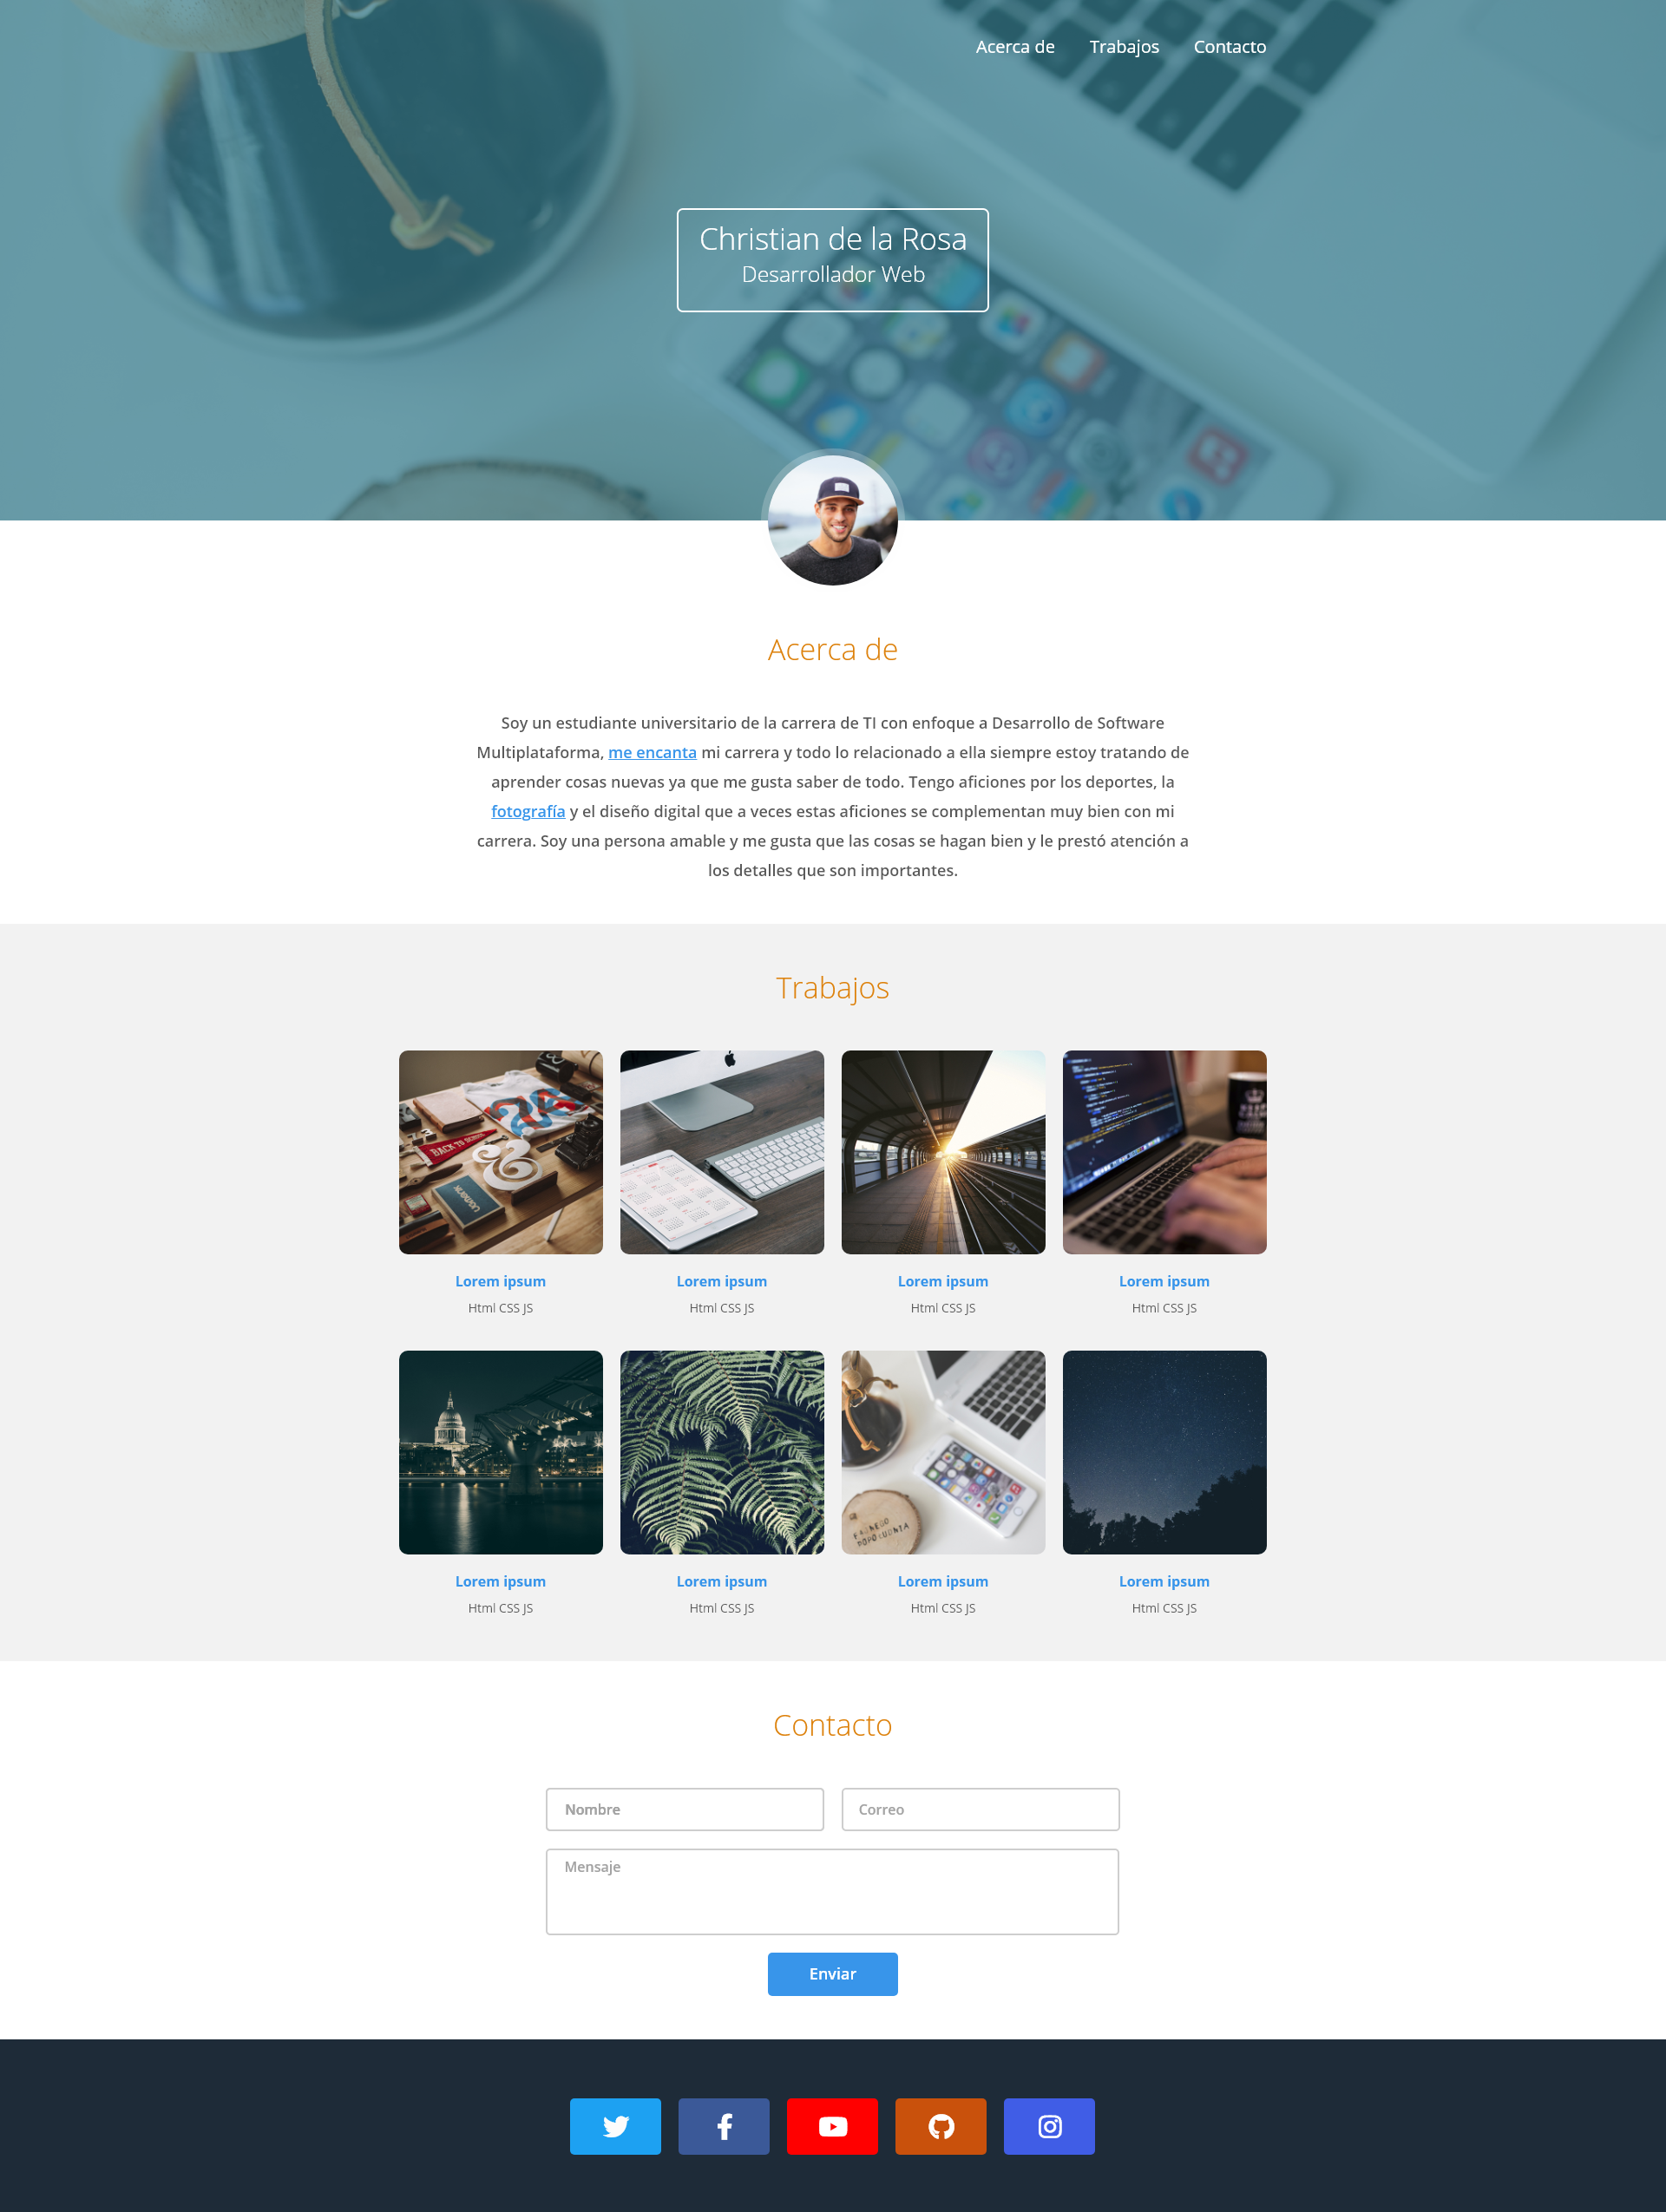 Acerca de Trabajos Contacto
Christian de la Rosa
Desarrollador Web
Acerca de
Soy un estudiante universitario de la carrera de TI con enfoque a Desarrollo de Software
Multiplataforma, me encanta mi carrera y todo lo relacionado a ella siempre estoy tratando de
aprender cosas nuevas ya que me gusta saber de todo. Tengo aficiones por los deportes, la
fotografía y el diseño digital que a veces estas aficiones se complementan muy bien con mi
carrera. Soy una persona amable y me gusta que las cosas se hagan bien y le prestó atención a
los detalles que son importantes.
Trabajos
BACK TO SCHOOL
Lorem ipsum Lorem ipsum Lorem ipsum Lorem ipsum
Html CSS JS Html CSS JS Html CSS JS Html CSS JS
Lorem ipsum Lorem ipsum Lorem ipsum Lorem ipsum
Html CSS JS Html CSS JS Html CSS JS Html CSS JS
Contacto
Nombre Correo
Mensaje
Enviar